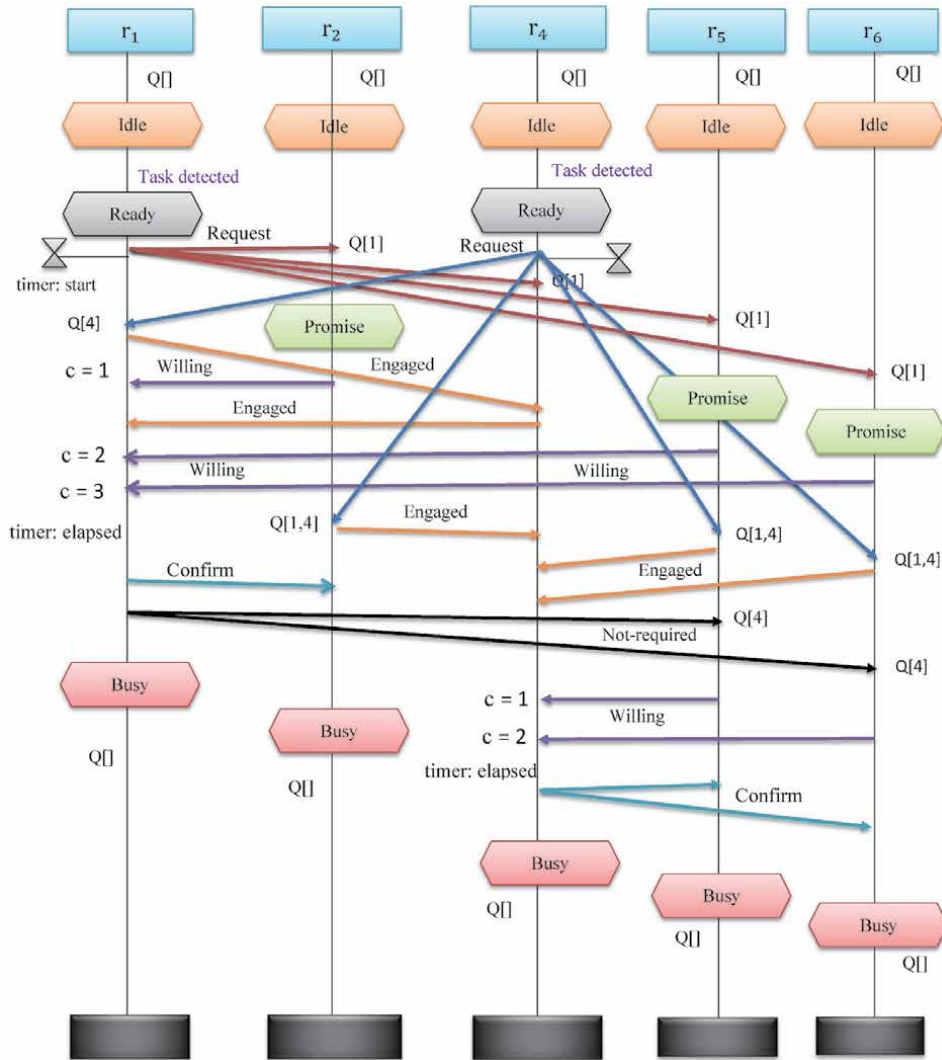 r1 r2 r4 r5 r6
Q[] Q[] Q[] Q[] Q[]
Idle Idle Idle Idle Idle
Task detected Task detected
Ready Ready
Request Q[1] Request
timer: start Q[1]
Q[4] Promise Q[1]
Engaged
c = 1 Willing Q[1]
Engaged Promise
Promise
c = 2
Willing Willing
c = 3
timer: elapsed Q[1,4] Engaged Q[1,4]
Q[1,4]
Confirm Engaged
Q[4]
Not-required
Q[4]
Busy
c = 1
Willing
Busy c = 2
Q[]
timer: elapsed
Q[]
Confirm
Busy
Q[] Busy
Busy
Q[]
Q[]